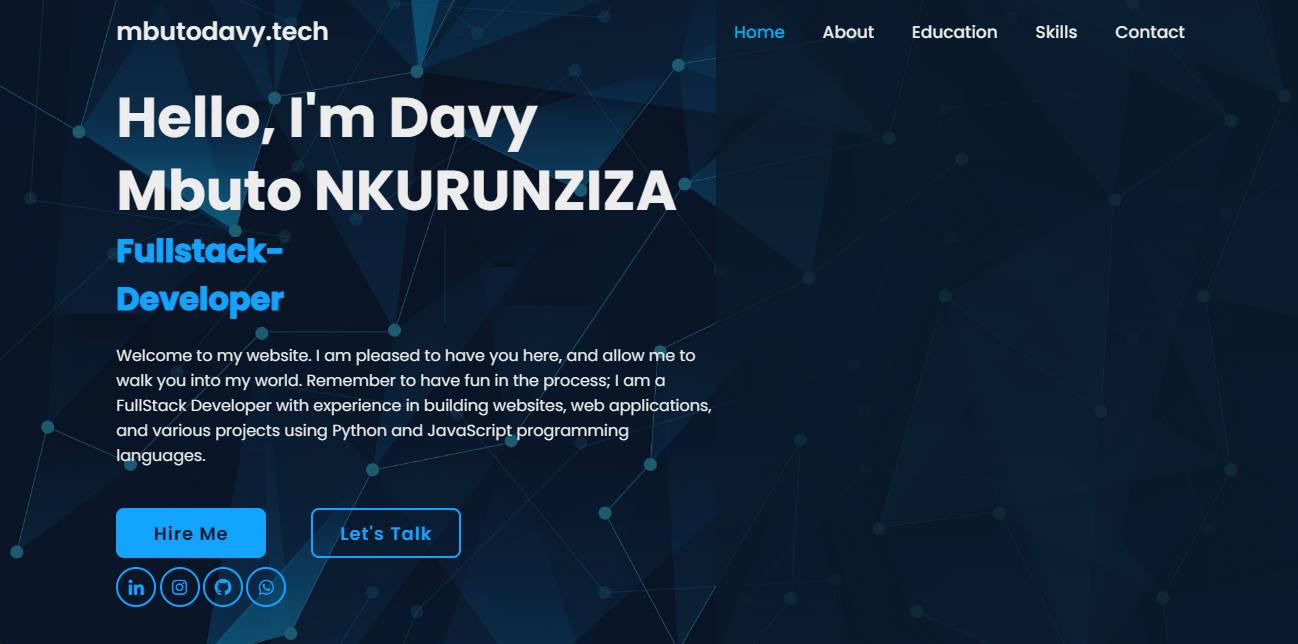 mbutodavy.tech
Home About Education Skills Contact
Hello, I'm Davy
Mbuto NKURUNZIZA
Fullstack-
Developer
Welcome to my website. I am pleased to have you here, and allow me to
walk you into my world. Remember to have fun in the process; I am a
FullStack Developer with experience in building websites, web applications,
and various projects using Python and JavaScript programming
languages.
Hire Me
Let's Talk
in